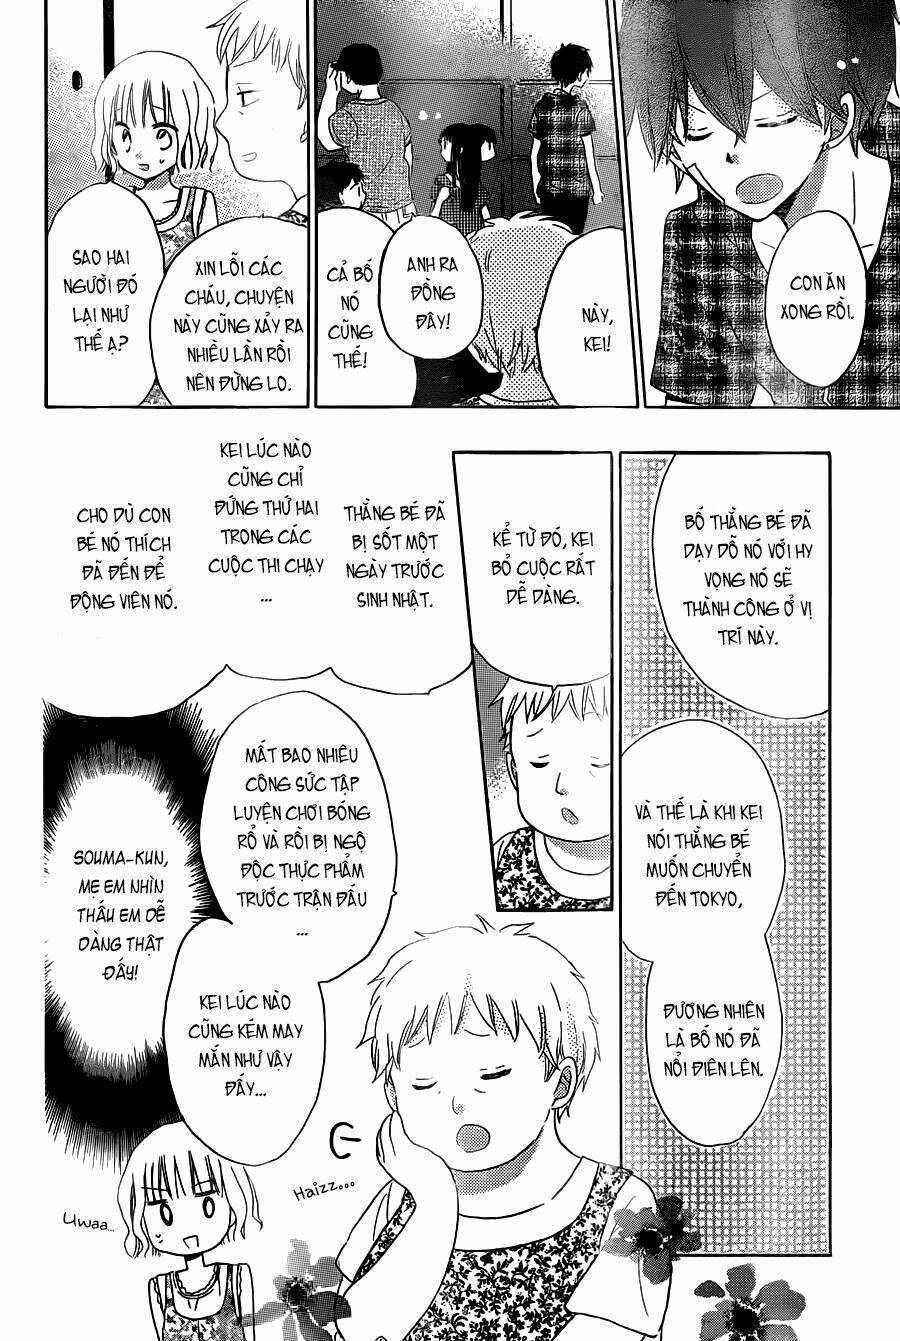 CON ĂN
XONG RỒI.
NÀY,
KEI!
ANH RA
ĐỒNG
ĐÂY!
CẢ BỐ
NÓ
CŨNG
THẾ!
XIN LỖI CÁC
CHÁU, CHUYỆN
NÀY CŨNG XẢY RA
NHIỀU LẦN RỒI
NÊN ĐỪNG LO.
SAO HAI
NGƯỜI ĐÓ
LẠI NHƯ
THẾ Ạ?
BỐ THẰNG BÉ ĐÃ
DẠY DỖ NÓ VỚI HY
VỌNG NÓ SẼ
THÀNH CÔNG Ở VỊ
TRÍ NÀY.
VÀ THẾ LÀ KHI KEI
NÓI THẰNG BÉ
MUỐN CHUYỂN
ĐẾN TOKYO,
ĐƯƠNG NHIÊN
LÀ BỐ NÓ ĐÃ
NỔI ĐIÊN LÊN.
KỂ TỪ ĐÓ, KEI
BỎ CUỘC RẤT
DỄ DÀNG.
THẰNG BÉ ĐÃ
BỊ SỐT MỘT
NGÀY TRƯỚC
SINH NHẬT.
KEI LÚC NÀO
CŨNG CHỈ
ĐỨNG THỨ HAI
TRONG CÁC
CUỘC THI CHẠY
...
CHO DÙ CON
BÉ NÓ THÍCH
ĐÃ ĐẾN ĐỂ
ĐỘNG VIÊN NÓ.
MẤT BAO NHIÊU
CÔNG SỨC TẬP
LUYỆN CHƠI BÓNG
RỔ VÀ RỒI BỊ NGỘ
ĐỘC THỰC PHẨM
TRƯỚC TRẬN ĐẤU
...
KEI LÚC NÀO
CŨNG KÉM MAY
MẮN NHƯ VẬY
ĐẤY...
SOUMA-KUN,
MẸ EM NHÌN
THẤU EM DỄ
DÀNG THẬT
ĐẤY!
Haizz...
Uwaa...